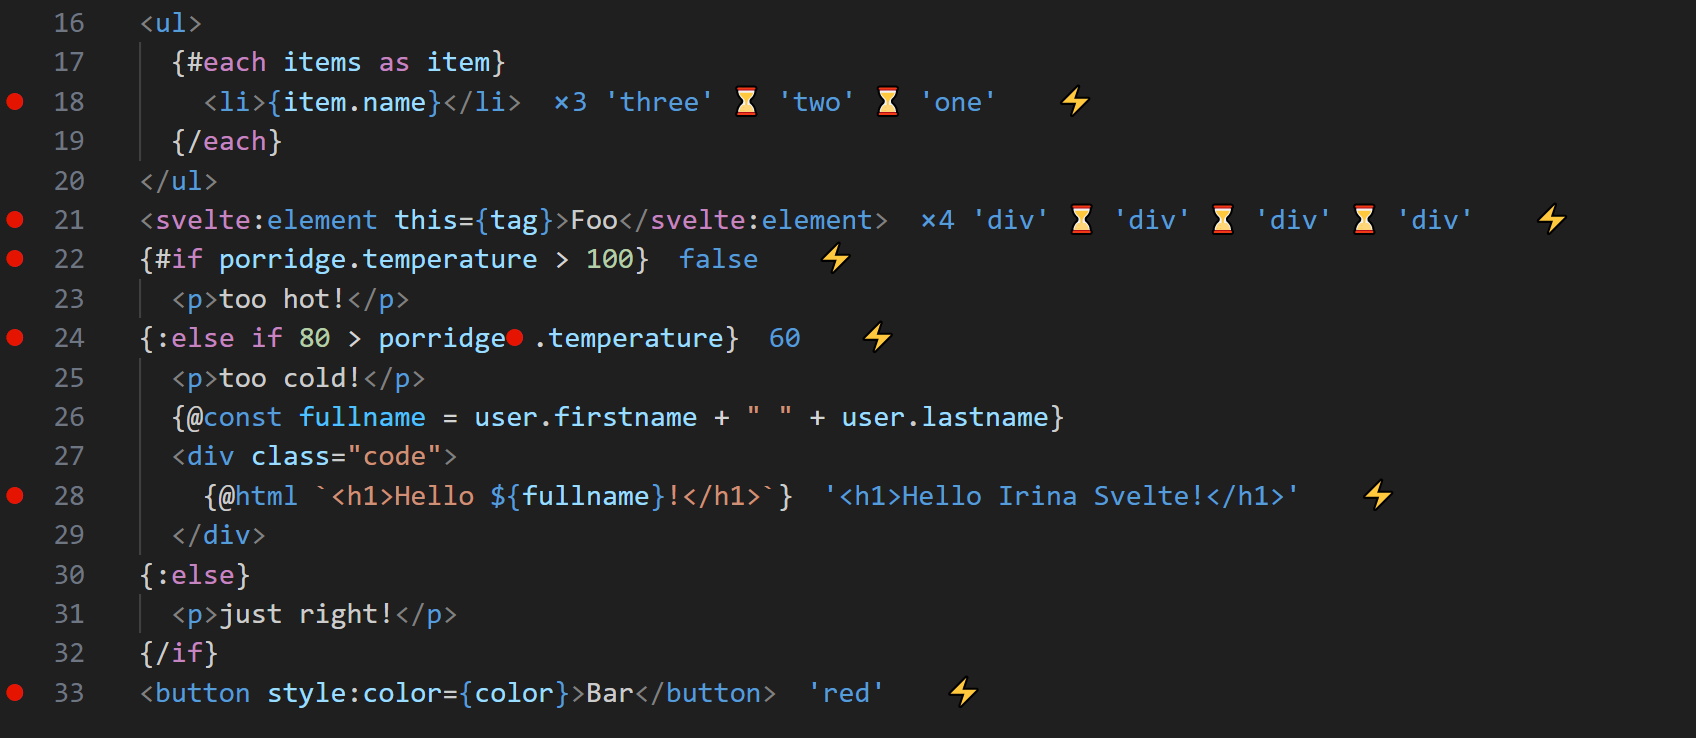 16 <ul>
17 {#each items as item}
18 <li>{item.name}</li> ×3 'three' ⌛ 'two' ⌛ 'one' ⚡
19 {/each}
20 </ul>
21 <svelte:element this={tag}>Foo</svelte:element> ×4 'div' ⌛ 'div' ⌛ 'div' ⌛ 'div' ⚡
22 {#if porridge.temperature > 100} false ⚡
23 <p>too hot!</p>
24 {:else if 80 > porridge.temperature} 60 ⚡
25 <p>too cold!</p>
26 {@const fullname = user.firstname + " " + user.lastname}
27 <div class="code">
28 {@html `<h1>Hello ${fullname}!</h1>`} '<h1>Hello Irina Svelte!</h1>' ⚡
29 </div>
30 {:else}
31 <p>just right!</p>
32 {/if}
33 <button style:color={color}>Bar</button> 'red' ⚡